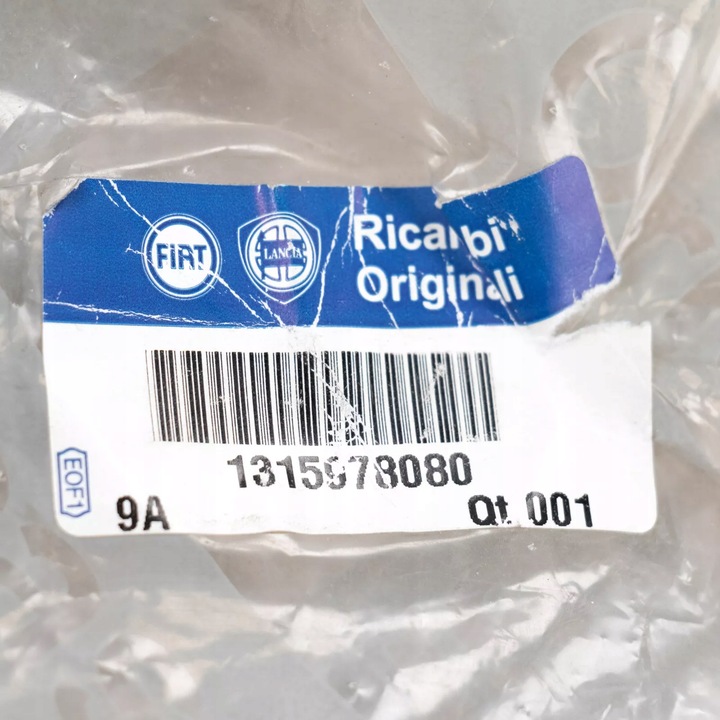 FIAT
LANCIA
Ricambi
Originali
1315978080
EOF1
9A
Qt 001